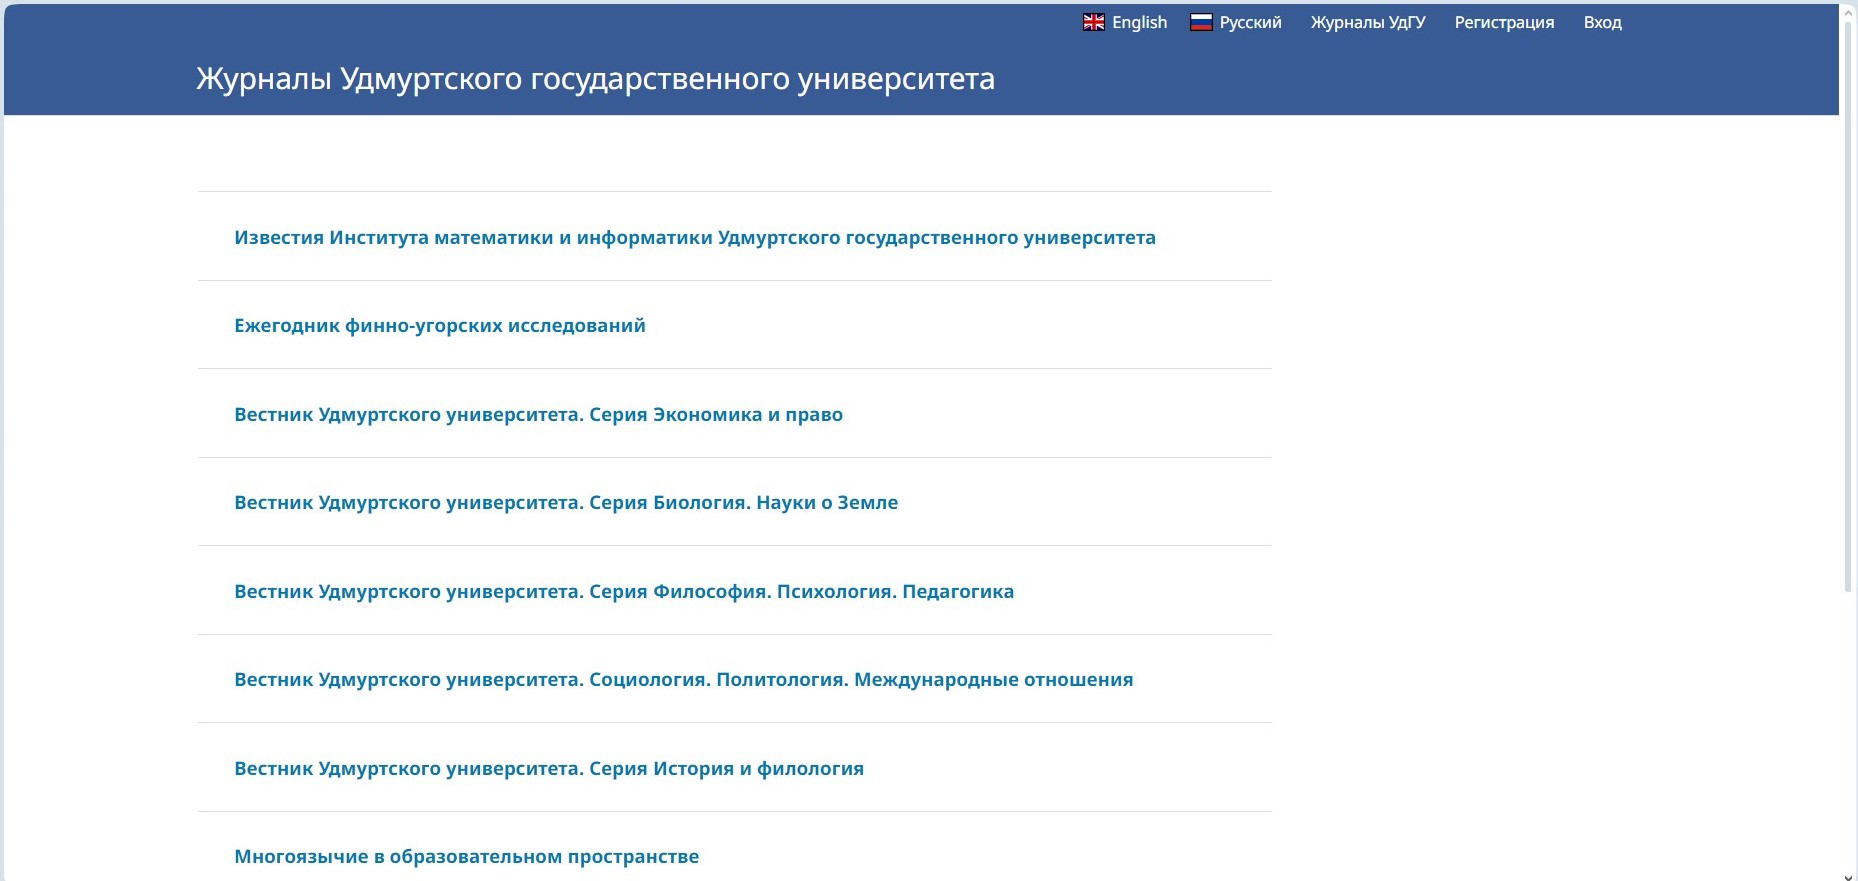 English Русский Журналы УдГУ Регистрация Вход
Журналы Удмуртского государственного университета
Известия Института математики и информатики Удмуртского государственного университета
Ежегодник финно-угорских исследований
Вестник Удмуртского университета. Серия Экономика и право
Вестник Удмуртского университета. Серия Биология. Науки о Земле
Вестник Удмуртского университета. Серия Философия. Психология. Педагогика
Вестник Удмуртского университета. Социология. Политология. Международные отношения
Вестник Удмуртского университета. Серия История и филология
Многоязычие в образовательном пространстве